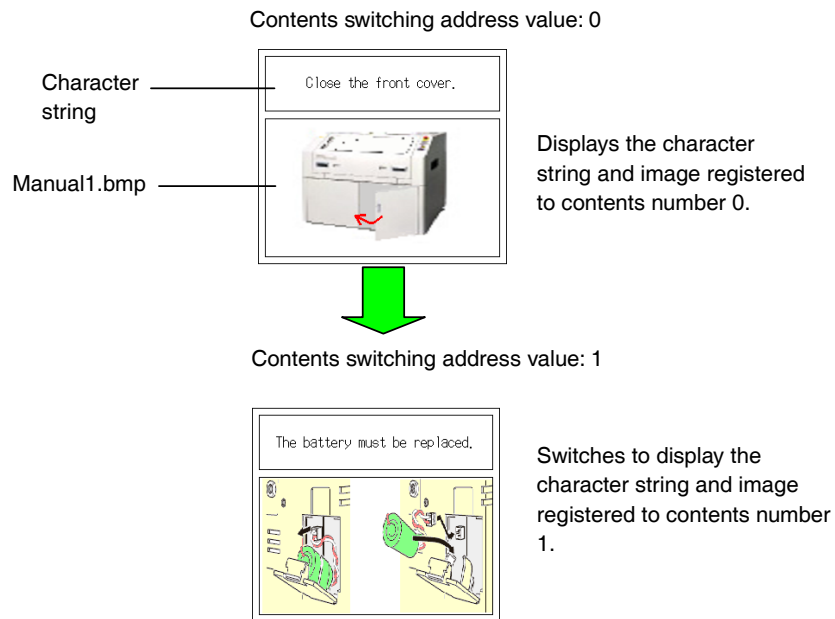 Contents switching address value: 0
Character
string
Close the front cover.
Manual1.bmp
Displays the character
string and image registered
to contents number 0.
Contents switching address value: 1
The battery must be replaced.
Switches to display the
character string and image
registered to contents number
1.